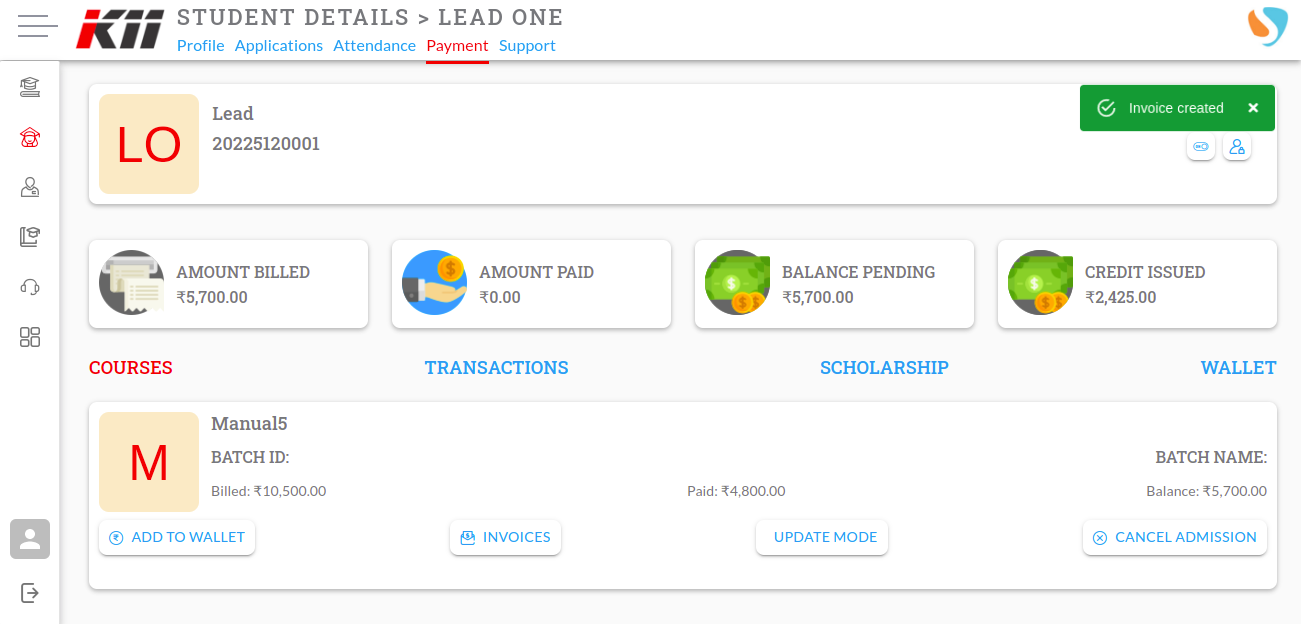 KTI
STUDENT DETAILS > LEAD ONE
Profile Applications Attendance Payment Support
Invoice created
LO
Lead
20225120001
AMOUNT BILLED
₹5,700.00
AMOUNT PAID
₹0.00
BALANCE PENDING
₹5,700.00
CREDIT ISSUED
₹2,425.00
COURSES TRANSACTIONS SCHOLARSHIP WALLET
M
Manual5
BATCH ID: BATCH NAME:
Billed: ₹10,500.00 Paid: ₹4,800.00 Balance: ₹5,700.00
ADD TO WALLET INVOICES UPDATE MODE CANCEL ADMISSION